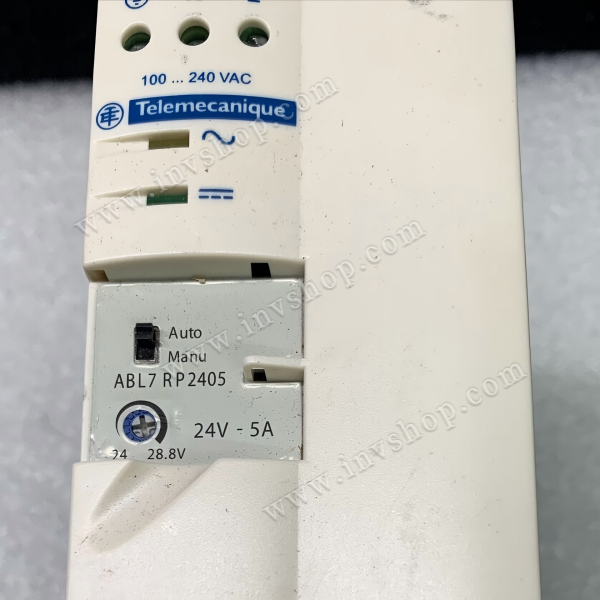 100 ... 240 VAC
Telemecanique
Auto
Manu
ABL7 RP2405
24V - 5A
24 28.8V
www.invshop.com
www.invshop.com
www.invshop.com
www.invshop.com